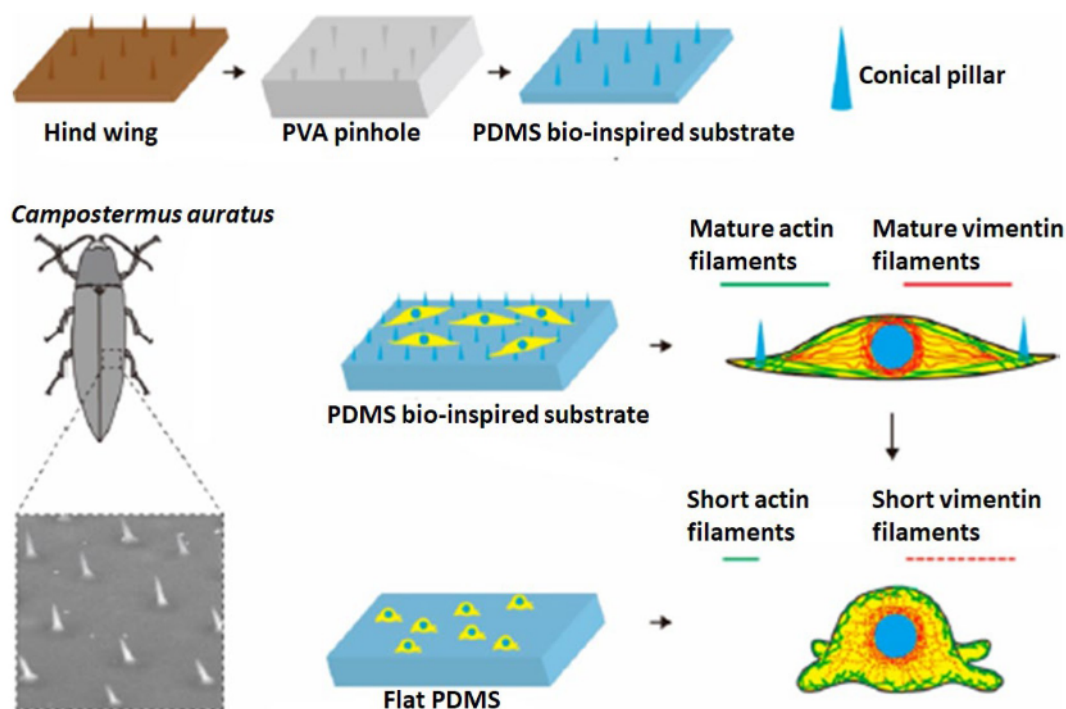 Hind wing
PVA pinhole
PDMS bio-inspired substrate
Conical pillar
Campostermus auratus
Mature actin
filaments
Mature vimentin
filaments
PDMS bio-inspired substrate
Short actin
filaments
Short vimentin
filaments
Flat PDMS